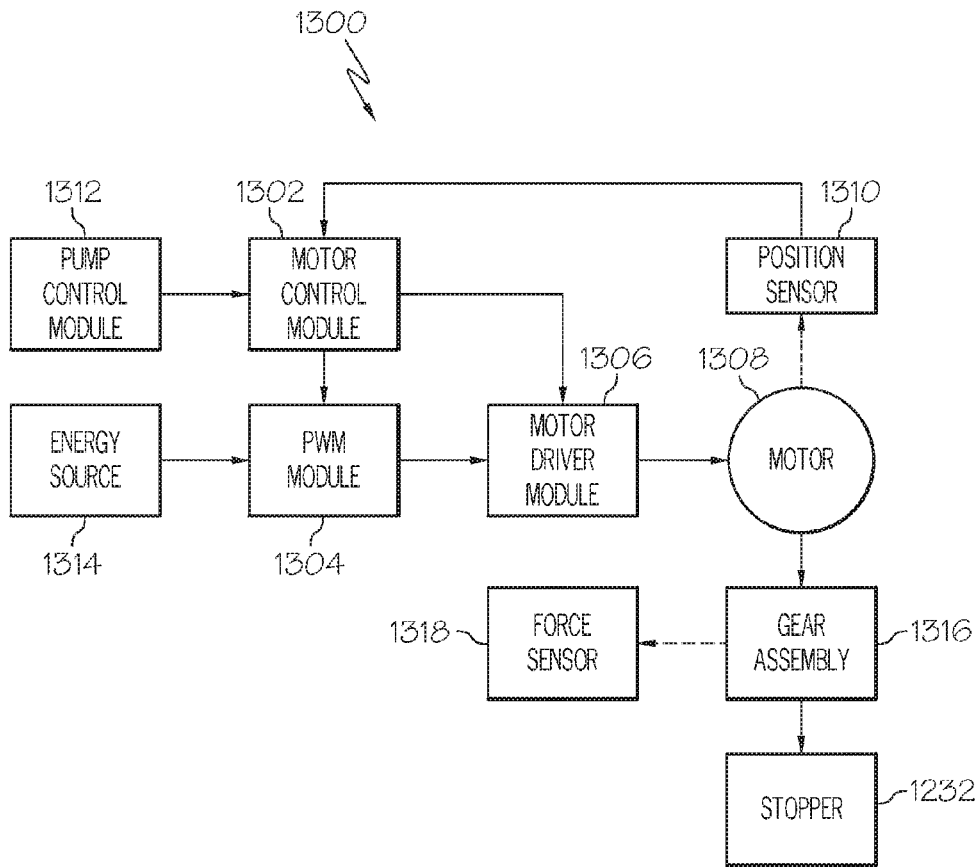 1300
1312
1302
1310
PUMP
CONTROL
MODULE
MOTOR
CONTROL
MODULE
POSITION
SENSOR
1306
1308
ENERGY
SOURCE
PWM
MODULE
MOTOR
DRIVER
MODULE
MOTOR
1314
1304
1318
FORCE
SENSOR
GEAR
ASSEMBLY
1316
STOPPER
1232